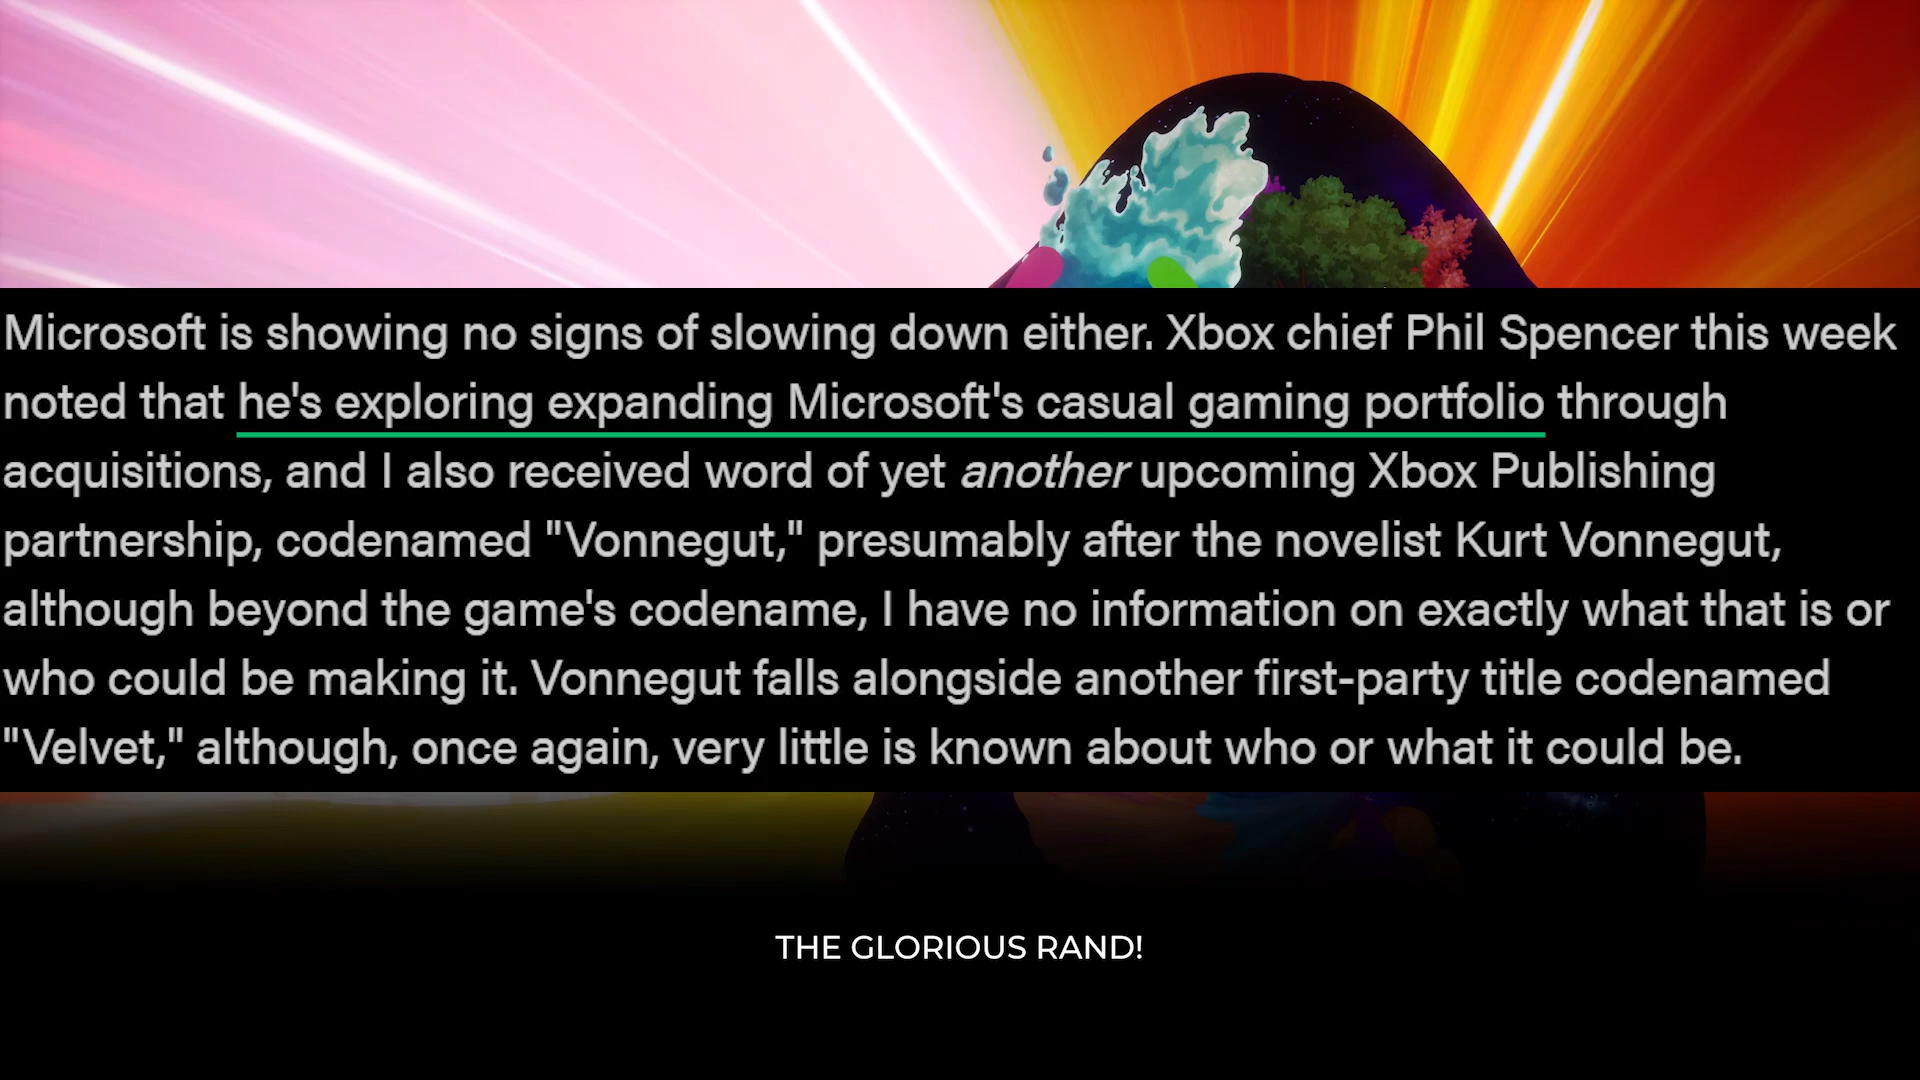 Microsoft is showing no signs of slowing down either. Xbox chief Phil Spencer this week
noted that he's exploring expanding Microsoft's casual gaming portfolio through
acquisitions, and I also received word of yet another upcoming Xbox Publishing
partnership, codenamed "Vonnegut," presumably after the novelist Kurt Vonnegut,
although beyond the game's codename, I have no information on exactly what that is or
who could be making it. Vonnegut falls alongside another first-party title codenamed
"Velvet," although, once again, very little is known about who or what it could be.
THE GLORIOUS RAND!